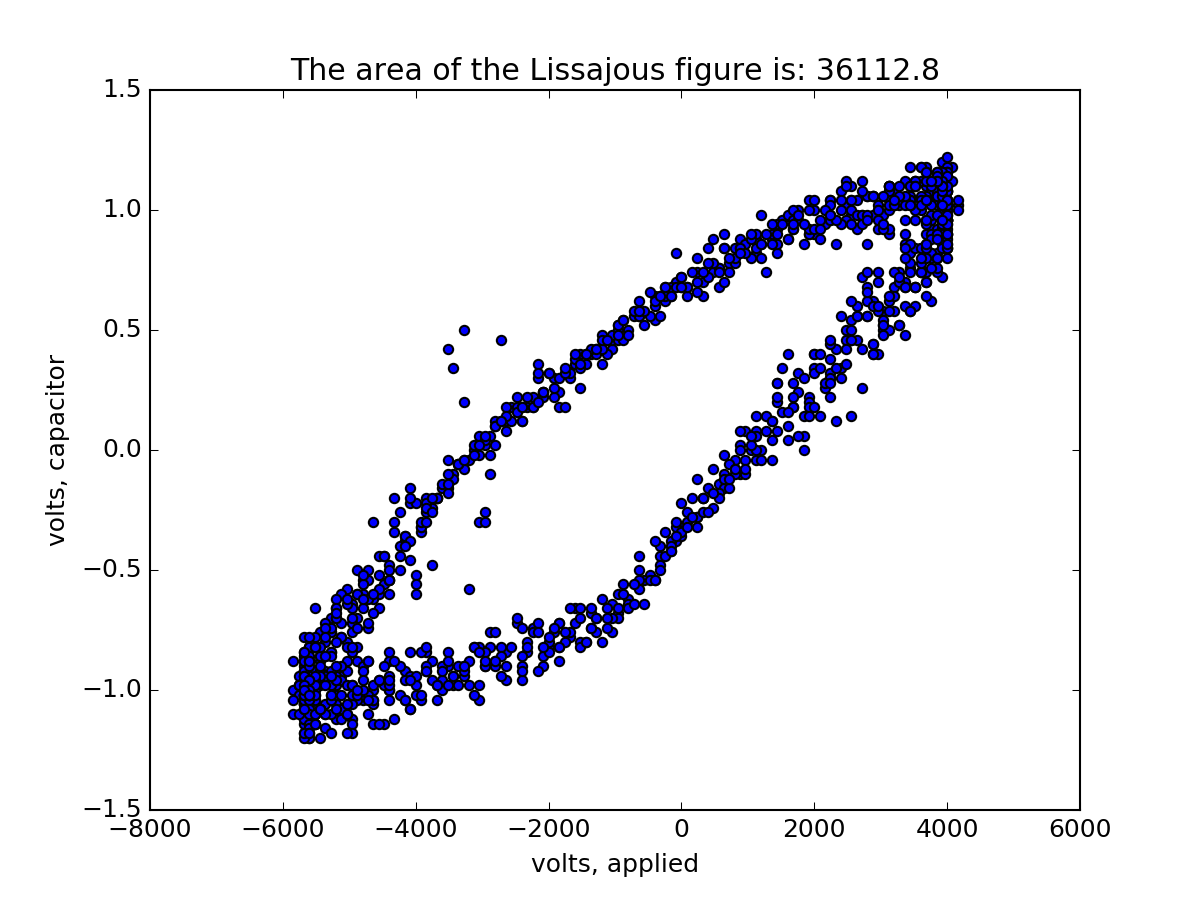 The area of the Lissajous figure is: 36112.8
1.5
1.0
0.5
0.0
−0.5
−1.0
−1.5
volts, capacitor
−8000 −6000 −4000 −2000 0 2000 4000 6000
volts, applied